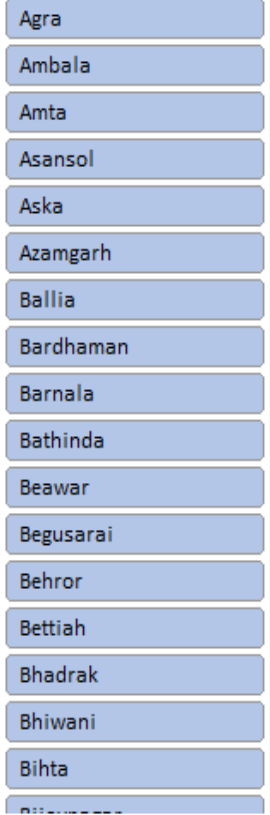 Agra
Ambala
Amta
Asansol
Aska
Azamgarh
Ballia
Bardhaman
Barnala
Bathinda
Beawar
Begusarai
Behror
Bettiah
Bhadrak
Bhiwani
Bihta